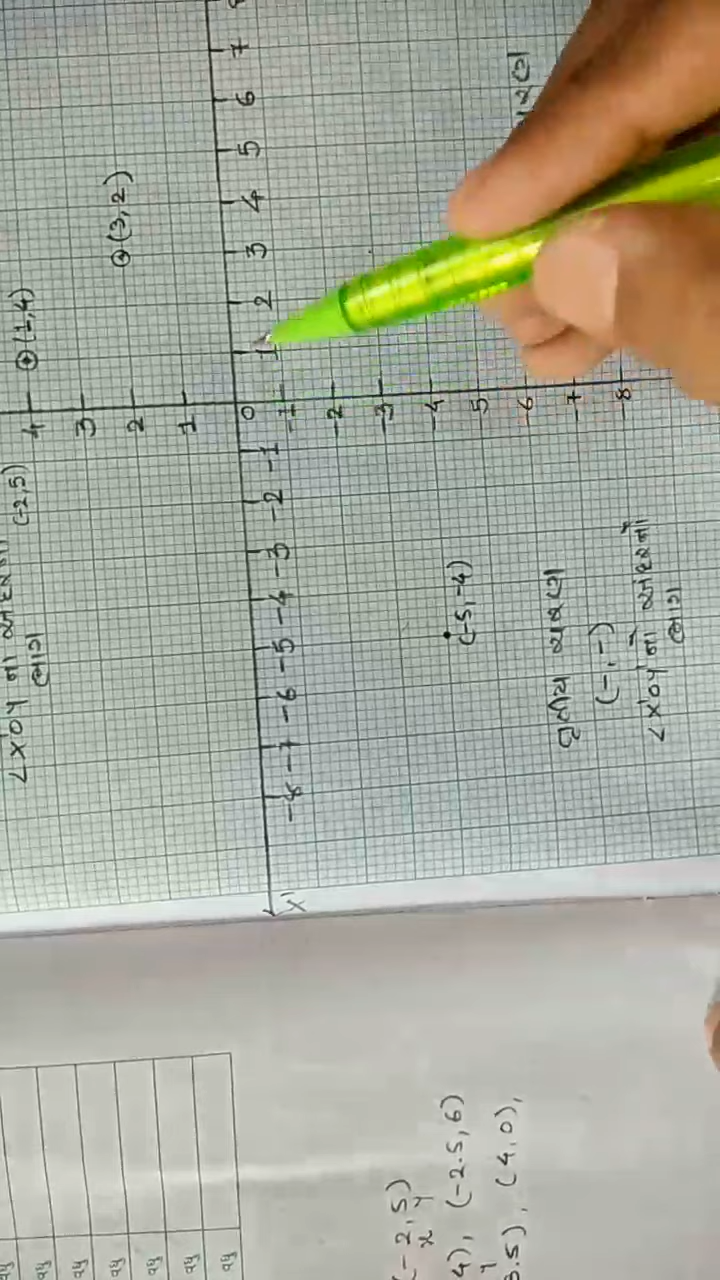 (1,4)
(3,2)
(-2,5)
∠X'OY ના અંદરનો
ભાગ
4 3 2 1
0 1 2 3 4 5 6 7
-1 -2 -3 -4 -5 -6 -7 -8
X'
-1 -2 -3 -4 5 -6 -7 -8
(-5,-4)
તૃતીય ચરણ
(-,-)
∠X'OY' નો અંદરનો
ભાગ
(-2,5)
x y
4), (-2.5,6)
3.5), (4,0),